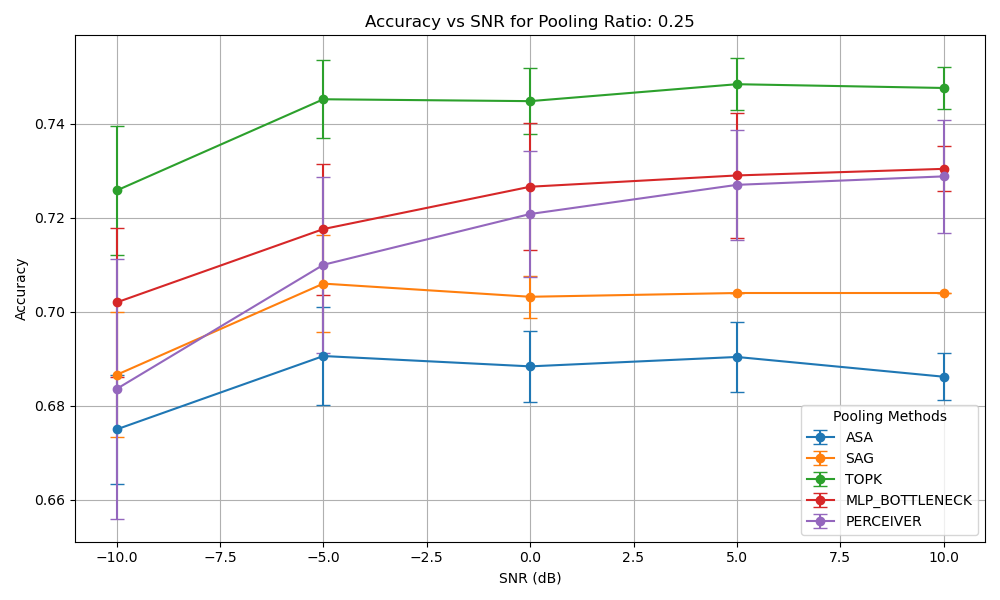 Accuracy vs SNR for Pooling Ratio: 0.25
Accuracy
0.74
0.72
0.70
0.68
0.66
Pooling Methods
ASA
SAG
TOPK
MLP_BOTTLENECK
PERCEIVER
−10.0 −7.5 −5.0 −2.5 0.0 2.5 5.0 7.5 10.0
SNR (dB)